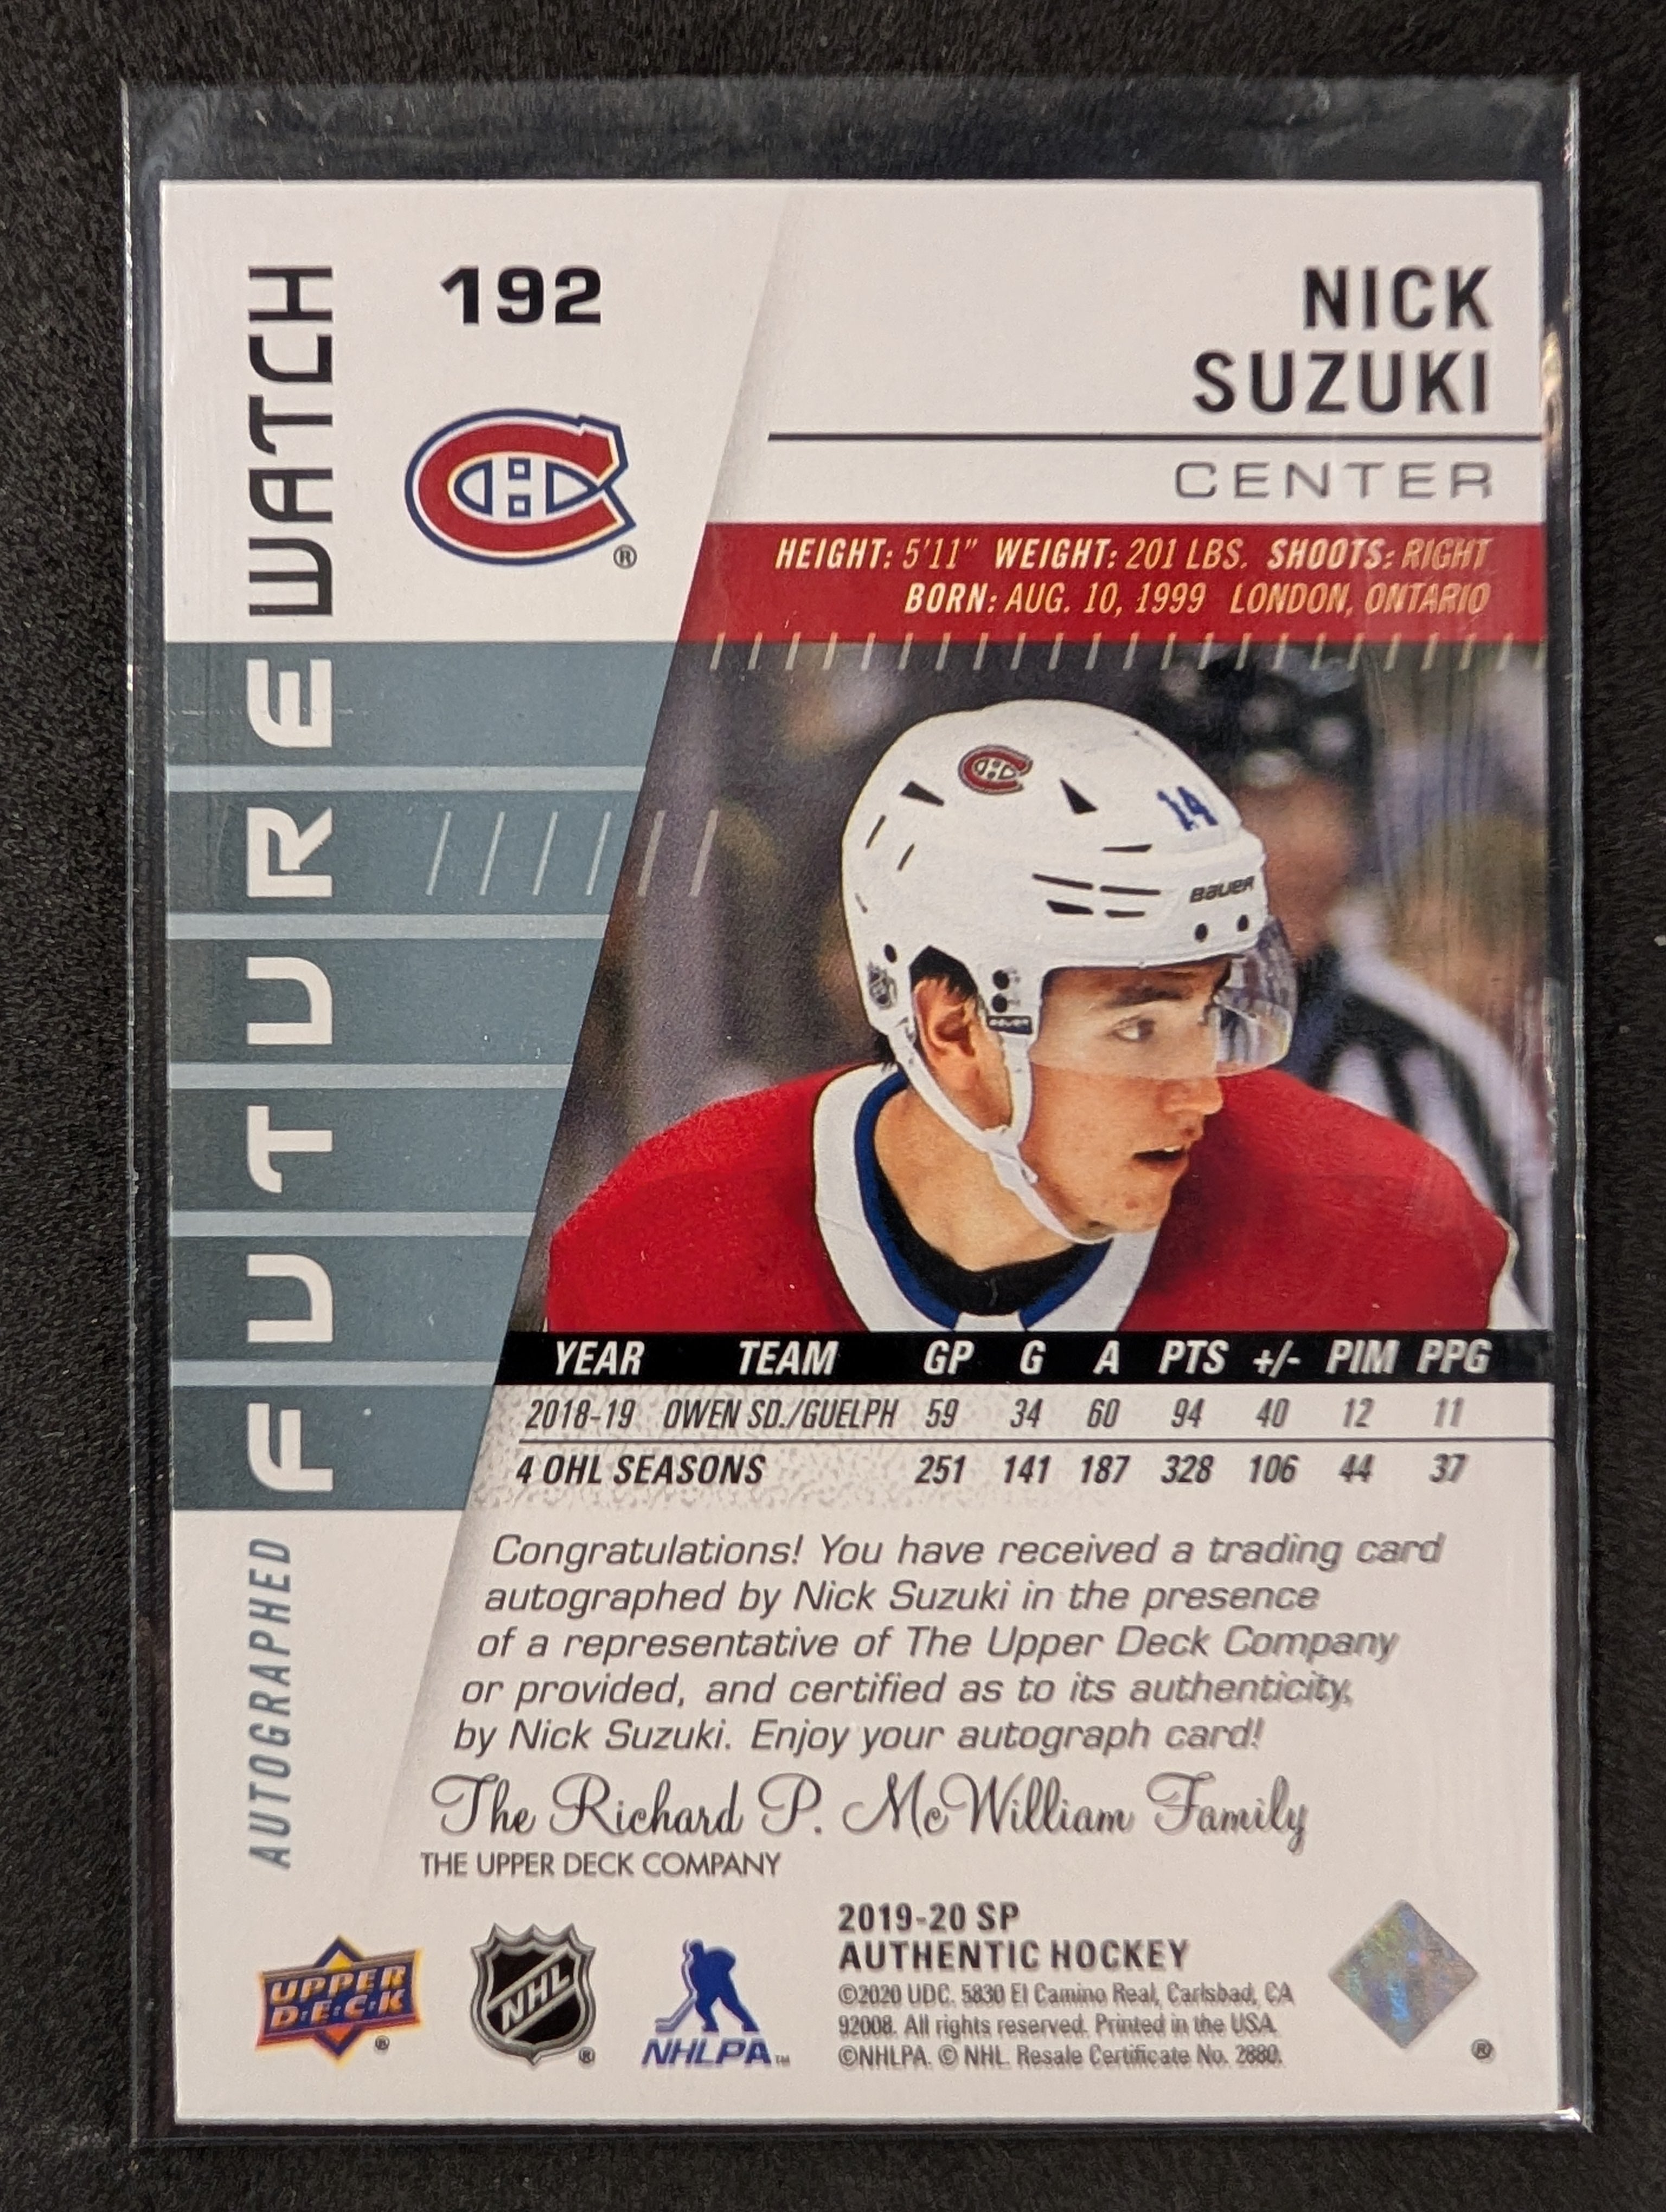 FUTURE WATCH
AUTOGRAPHED
192
NICK
SUZUKI
CENTER
HEIGHT: 5'11" WEIGHT: 201 LBS. SHOOTS: RIGHT
BORN: AUG. 10, 1999 LONDON, ONTARIO
14
BAUER
BAUER
YEAR TEAM GP G A PTS +/- PIM PPG
2018-19 OWEN SD./GUELPH 59 34 60 94 40 12 11
4 OHL SEASONS 251 141 187 328 106 44 37
Congratulations! You have received a trading card
autographed by Nick Suzuki in the presence
of a representative of The Upper Deck Company
or provided, and certified as to its authenticity,
by Nick Suzuki. Enjoy your autograph card!
The Richard P. McWilliam Family
THE UPPER DECK COMPANY
UPPER
D·E·C·K
®
NHL
®
NHLPA™
2019-20 SP
AUTHENTIC HOCKEY
©2020 UDC. 5830 El Camino Real, Carlsbad, CA
92008. All rights reserved. Printed in the USA.
©NHLPA. © NHL. Resale Certificate No. 2880.
®